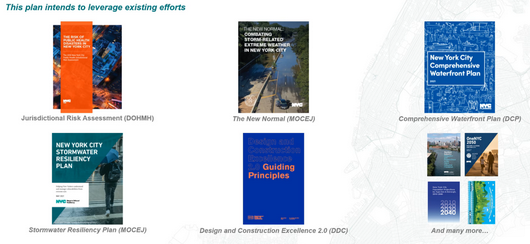 This plan intends to leverage existing efforts
THE RISK OF
PUBLIC HEALTH
DISASTERS IN
NEW YORK CITY
THE NEW NORMAL
COMBATING
STORM-RELATED
EXTREME WEATHER
IN NEW YORK CITY
NYC
New York City
Comprehensive
Waterfront Plan
NYC
Jurisdictional Risk Assessment (DOHMH)
The New Normal (MOCEJ)
Comprehensive Waterfront Plan (DCP)
NEW YORK CITY
STORMWATER
RESILIENCY
PLAN
NYC
Design and
Construction
Excellence
2.0 Guiding
Principles
OneNYC
2050
2020
2030
2040
Stormwater Resiliency Plan (MOCEJ)
Design and Construction Excellence 2.0 (DDC)
And many more…